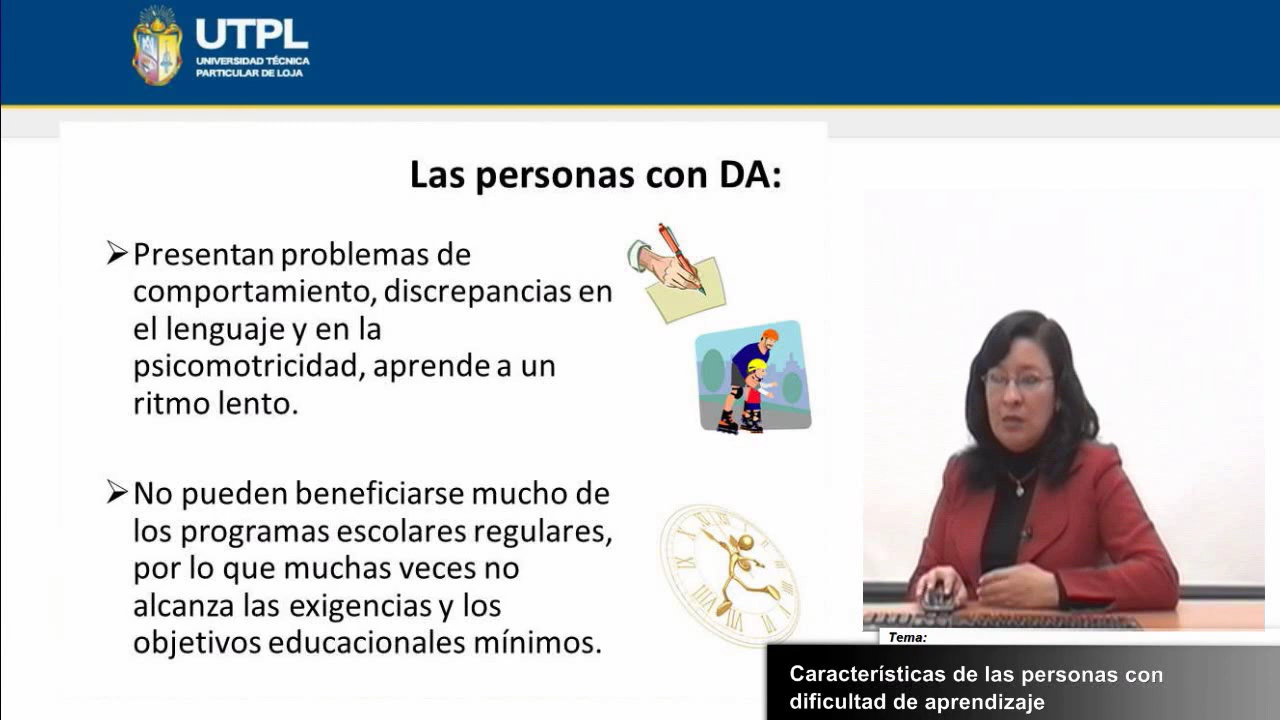 UTPL
UNIVERSIDAD TÉCNICA
PARTICULAR DE LOJA
Las personas con DA:
Presentan problemas de
comportamiento, discrepancias en
el lenguaje y en la
psicomotricidad, aprende a un
ritmo lento.
No pueden beneficiarse mucho de
los programas escolares regulares,
por lo que muchas veces no
alcanza las exigencias y los
objetivos educacionales mínimos.
Tema:
Características de las personas con
dificultad de aprendizaje